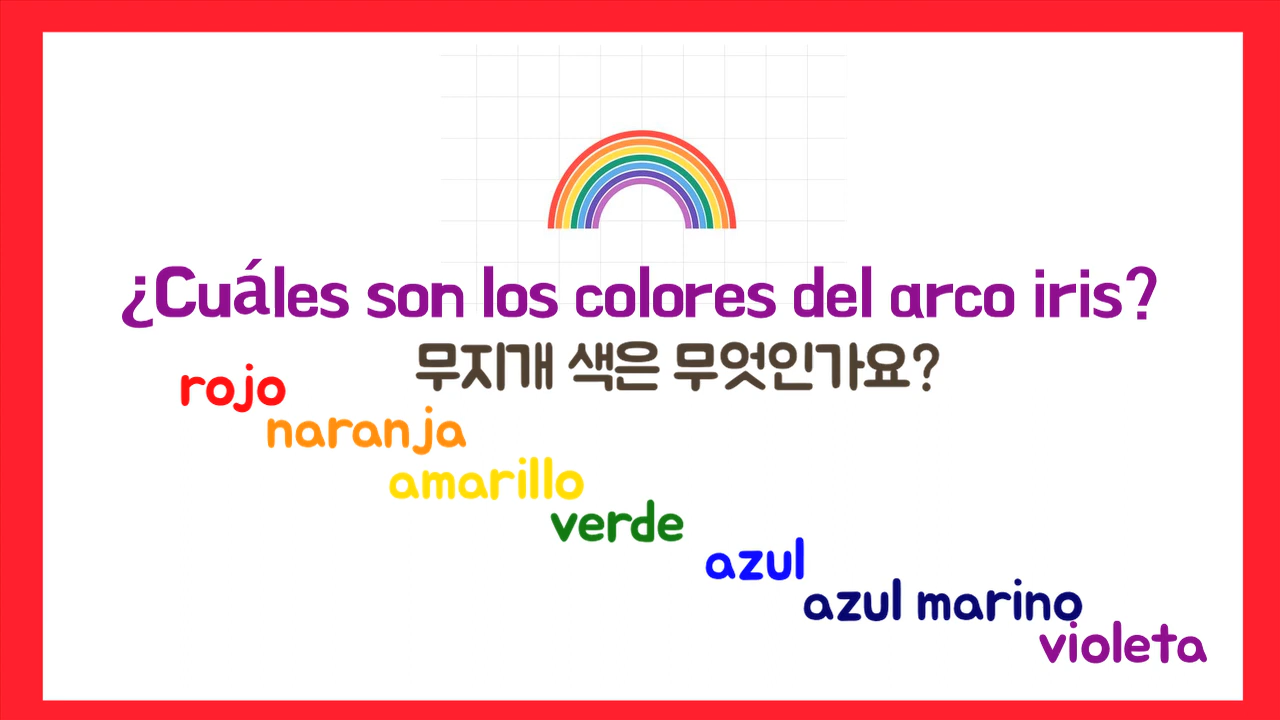 ¿Cuáles son los colores del arco iris?
무지개 색은 무엇인가요?
rojo
naranja
amarillo
verde
azul
azul marino
violeta